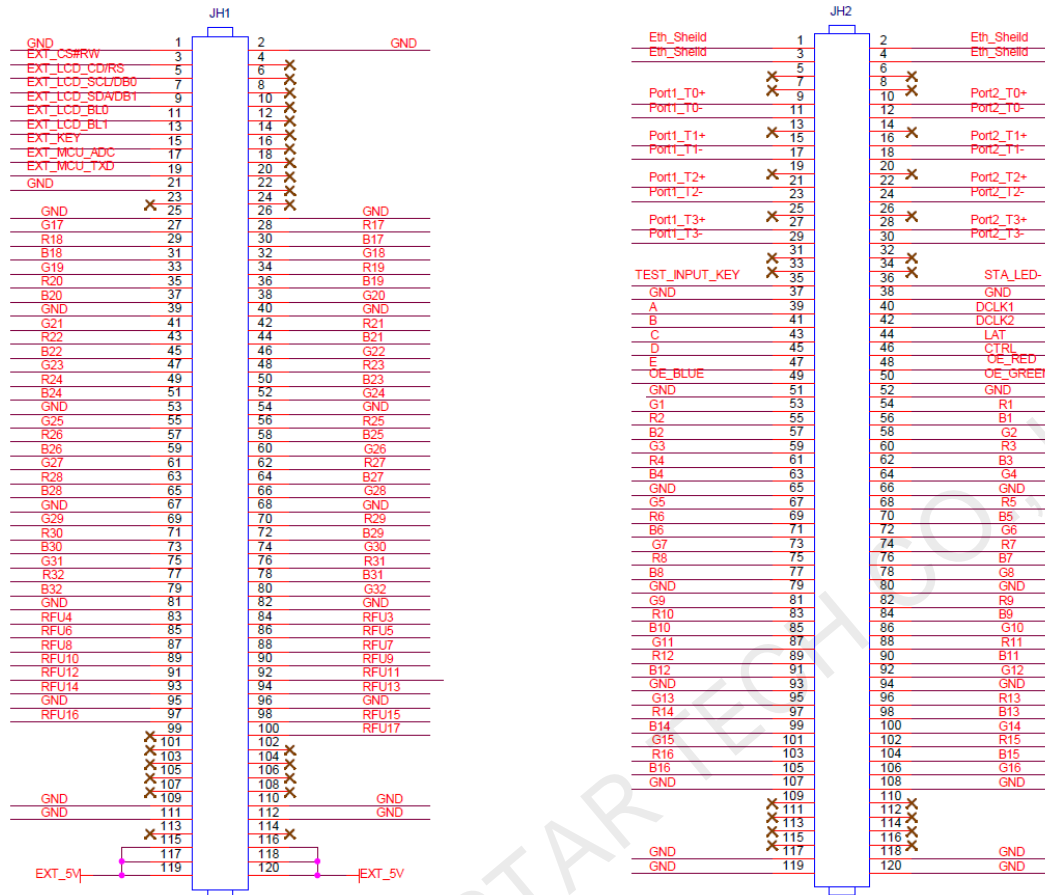 JH1
GND 1 2 GND
EXT_CS#RW 3 4
EXT_LCD_CD/RS 5 6
EXT_LCD_SCL/DB0 7 8
EXT_LCD_SDA/DB1 9 10
EXT_LCD_BL0 11 12
EXT_LCD_BL1 13 14
EXT_KEY 15 16
EXT_MCU_ADC 17 18
EXT_MCU_TXD 19 20
GND 21 22
23 24
GND 25 26 GND
G17 27 28 R17
R18 29 30 B17
B18 31 32 G18
G19 33 34 R19
R20 35 36 B19
B20 37 38 G20
GND 39 40 GND
G21 41 42 R21
R22 43 44 B21
B22 45 46 G22
G23 47 48 R23
R24 49 50 B23
B24 51 52 G24
GND 53 54 GND
G25 55 56 R25
R26 57 58 B25
B26 59 60 G26
G27 61 62 R27
R28 63 64 B27
B28 65 66 G28
GND 67 68 GND
G29 69 70 R29
R30 71 72 B29
B30 73 74 G30
G31 75 76 R31
R32 77 78 B31
B32 79 80 G32
GND 81 82 GND
RFU4 83 84 RFU3
RFU6 85 86 RFU5
RFU8 87 88 RFU7
RFU10 89 90 RFU9
RFU12 91 92 RFU11
RFU14 93 94 RFU13
GND 95 96 GND
RFU16 97 98 RFU15
99 100 RFU17
101 102
103 104
105 106
107 108
GND 109 110 GND
GND 111 112 GND
113 114
115 116
117 118
EXT_5V 119 120 EXT_5V
JH2
Eth_Sheild 1 2 Eth_Sheild
Eth_Sheild 3 4 Eth_Sheild
5 6
7 8
Port1_T0+ 9 10 Port2_T0+
Port1_T0- 11 12 Port2_T0-
13 14
Port1_T1+ 15 16 Port2_T1+
Port1_T1- 17 18 Port2_T1-
19 20
Port1_T2+ 21 22 Port2_T2+
Port1_T2- 23 24 Port2_T2-
25 26
Port1_T3+ 27 28 Port2_T3+
Port1_T3- 29 30 Port2_T3-
31 32
33 34
TEST_INPUT_KEY 35 36 STA_LED-
GND 37 38 GND
A 39 40 DCLK1
B 41 42 DCLK2
C 43 44 LAT
D 45 46 CTRL
E 47 48 OE_RED
OE_BLUE 49 50 OE_GREEN
GND 51 52 GND
G1 53 54 R1
R2 55 56 B1
B2 57 58 G2
G3 59 60 R3
R4 61 62 B3
B4 63 64 G4
GND 65 66 GND
G5 67 68 R5
R6 69 70 B5
B6 71 72 G6
G7 73 74 R7
R8 75 76 B7
B8 77 78 G8
GND 79 80 GND
G9 81 82 R9
R10 83 84 B9
B10 85 86 G10
G11 87 88 R11
R12 89 90 B11
B12 91 92 G12
GND 93 94 GND
G13 95 96 R13
R14 97 98 B13
B14 99 100 G14
G15 101 102 R15
R16 103 104 B15
B16 105 106 G16
GND 107 108 GND
109 110
111 112
113 114
115 116
GND 117 118 GND
GND 119 120 GND
STAR TECH CO.,